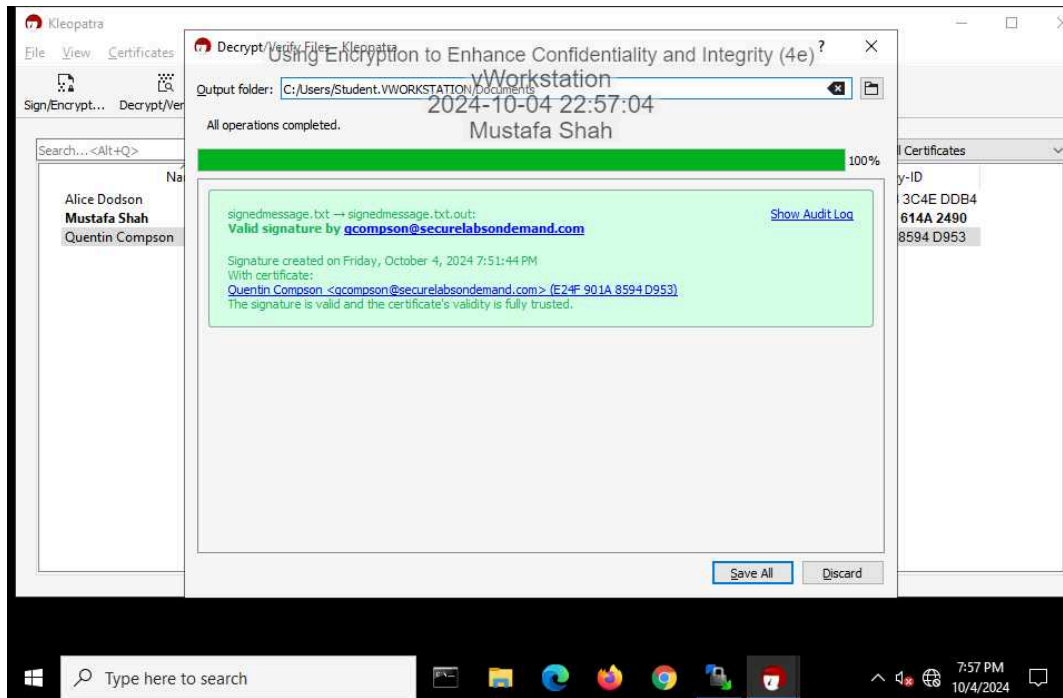 Kleopatra
File View Certificates
Sign/Encrypt... Decrypt/Ver
Search...<Alt+Q>
Na
Alice Dodson
Mustafa Shah
Quentin Compson
Decrypt/Verify Files - Kleopatra ?
Using Encryption to Enhance Confidentiality and Integrity (4e)
vWorkstation
2024-10-04 22:57:04
Mustafa Shah
Output folder: C:/Users/Student.VWORKSTATION/Documents
All operations completed.
100%
signedmessage.txt → signedmessage.txt.out: Show Audit Log
Valid signature by qcompson@securelabsondemand.com
Signature created on Friday, October 4, 2024 7:51:44 PM
With certificate:
Quentin Compson <qcompson@securelabsondemand.com> (E24F 901A 8594 D953)
The signature is valid and the certificate's validity is fully trusted.
Save All Discard
l Certificates
y-ID
3C4E DDB4
614A 2490
8594 D953
Type here to search
7:57 PM
10/4/2024